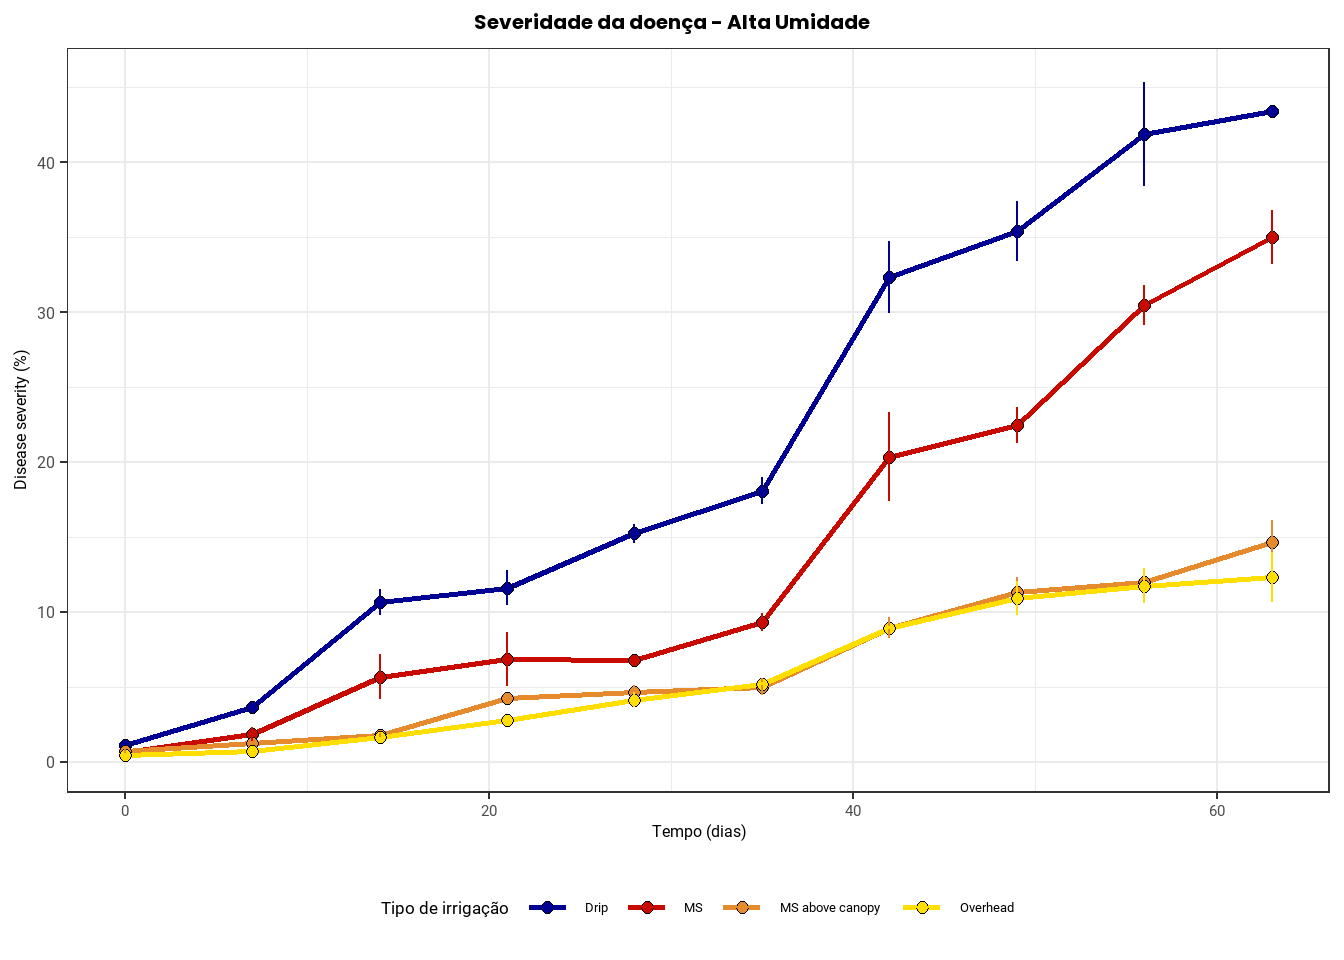 Severidade da doença - Alta Umidade
Disease severity (%)
40
30
20
10
0
0 20 40 60
Tempo (dias)
Tipo de irrigação Drip MS MS above canopy Overhead